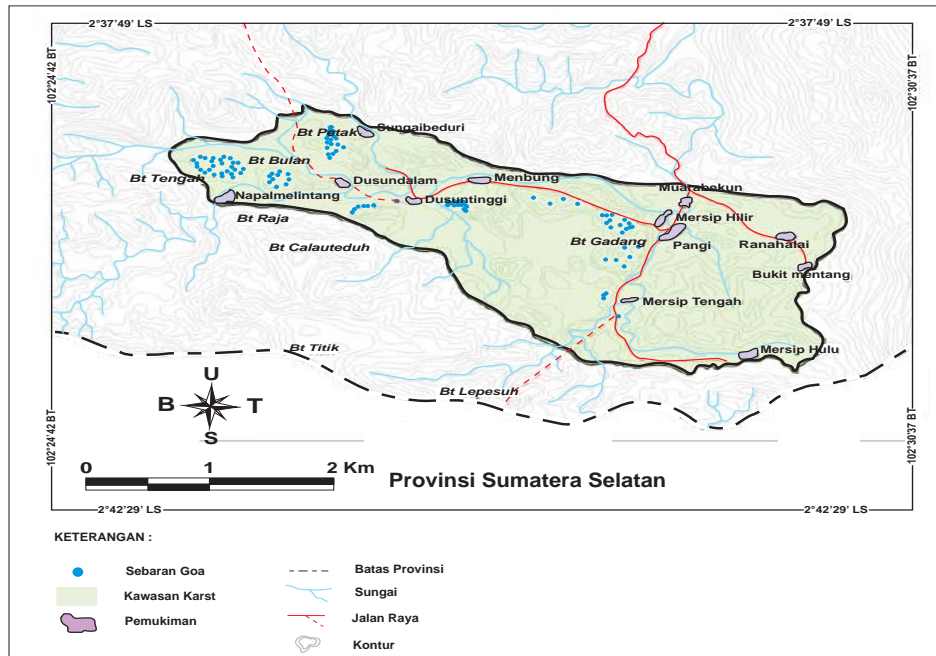 2°37'49' LS
2°37'49' LS
102°24'42 BT
102°30'37 BT
Sungaibeduri
Bt Putak
Bt Bulan
Bt Tengah
Dusundalam
Menbung
Muarabekun
Napalmelintang
Dusuntinggi
Mersip Hilir
Bt Raja
Bt Gadang
Pangi
Ranahalai
Bt Calauteduh
Bukit mentang
Mersip Tengah
Bt Titik
Mersip Hulu
Bt Lepesuh
U
B
T
S
102°24'42 BT
102°30'37 BT
0 1 2 Km
Provinsi Sumatera Selatan
2°42'29' LS
2°42'29' LS
KETERANGAN :
Sebaran Goa
Kawasan Karst
Pemukiman
Batas Provinsi
Sungai
Jalan Raya
Kontur